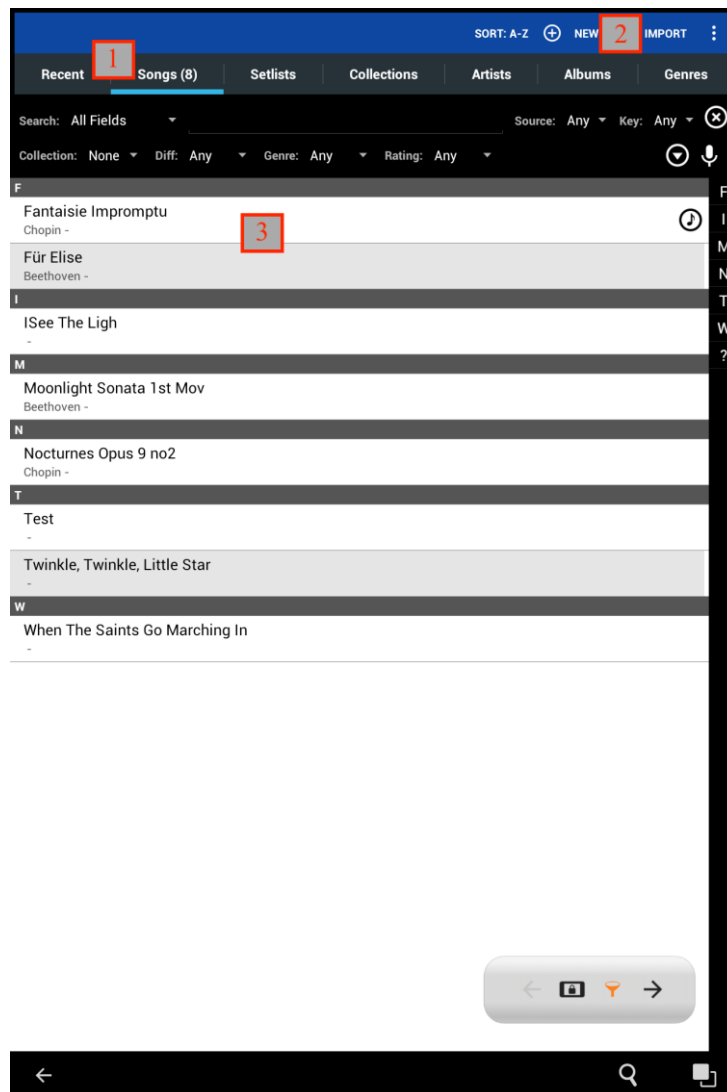 SORT: A-Z NEW 2 IMPORT
1
Recent Songs (8) Setlists Collections Artists Albums Genres
Search: All Fields Source: Any Key: Any
Collection: None Diff: Any Genre: Any Rating: Any
F
Fantaisie Impromptu
Chopin -
3
Für Elise
Beethoven -
I
ISee The Ligh
-
M
Moonlight Sonata 1st Mov
Beethoven -
N
Nocturnes Opus 9 no2
Chopin -
T
Test
-
Twinkle, Twinkle, Little Star
-
W
When The Saints Go Marching In
-
F
I
M
N
T
W
?